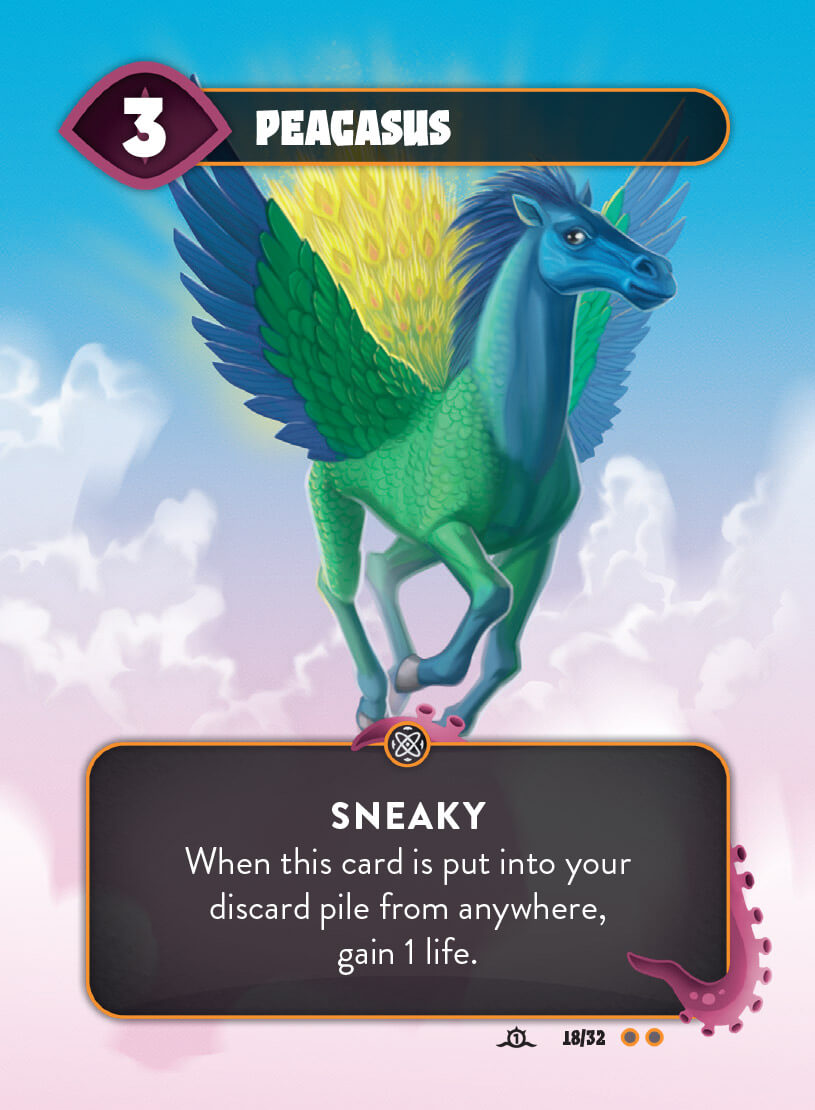 3
PEACASUS
SNEAKY
When this card is put into your
discard pile from anywhere,
gain 1 life.
1 18/32